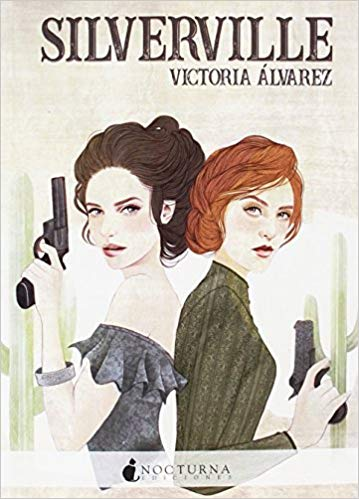 SILVERVILLE
VICTORIA ÁLVAREZ
NOCTURNA
EDICIONES